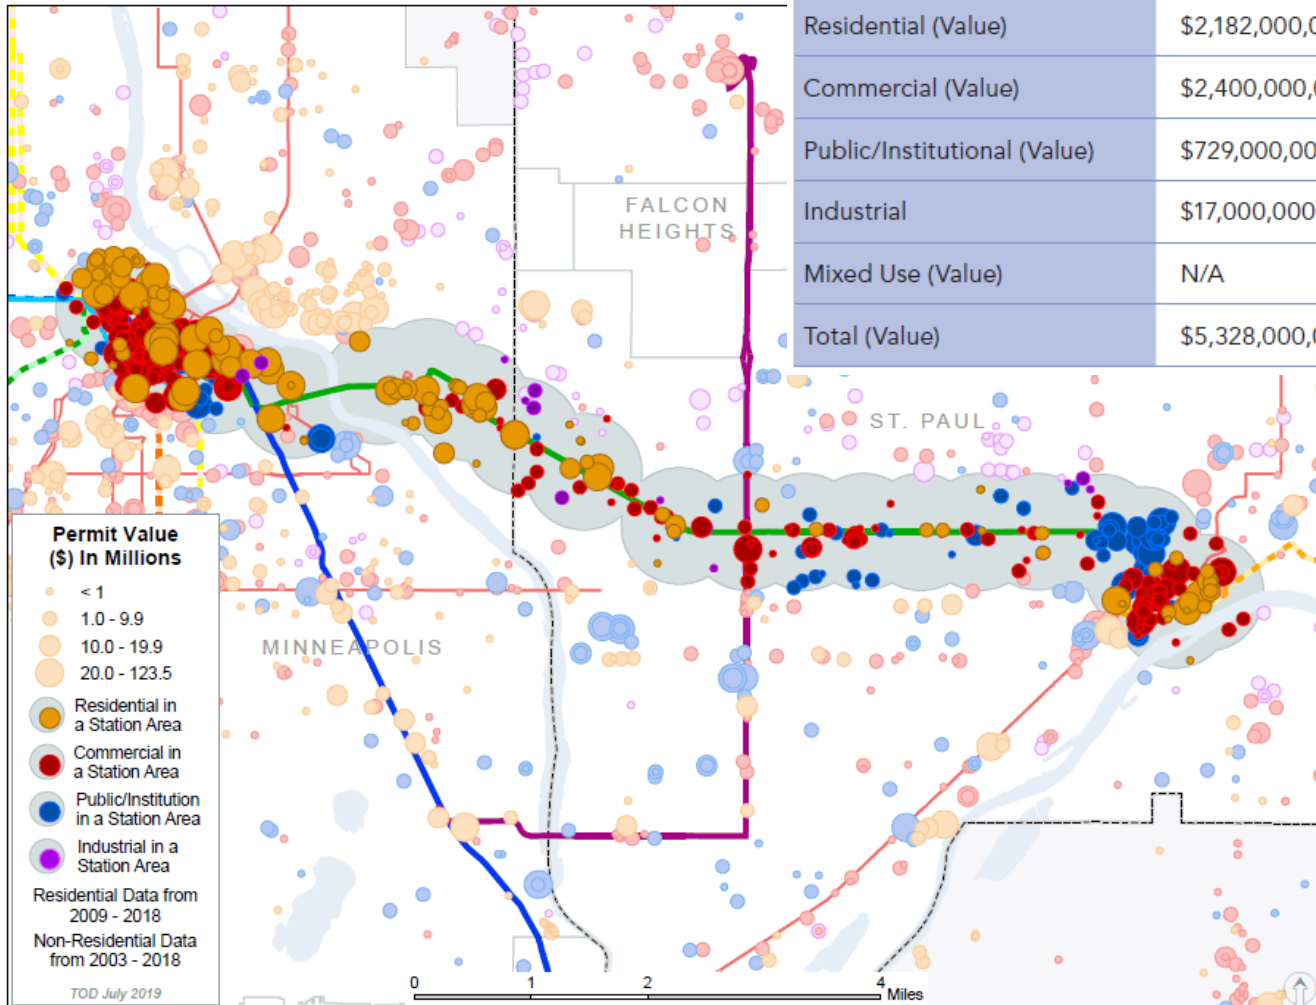 Residential (Value) $2,182,000,0
Commercial (Value) $2,400,000,0
Public/Institutional (Value) $729,000,00
Industrial $17,000,000
Mixed Use (Value) N/A
Total (Value) $5,328,000,0
FALCON
HEIGHTS
ST. PAUL
MINNEAPOLIS
Permit Value
($) In Millions
< 1
1.0 - 9.9
10.0 - 19.9
20.0 - 123.5
Residential in
a Station Area
Commercial in
a Station Area
Public/Institution
in a Station Area
Industrial in a
Station Area
Residential Data from
2009 - 2018
Non-Residential Data
from 2003 - 2018
TOD July 2019
0 1 2 4 Miles